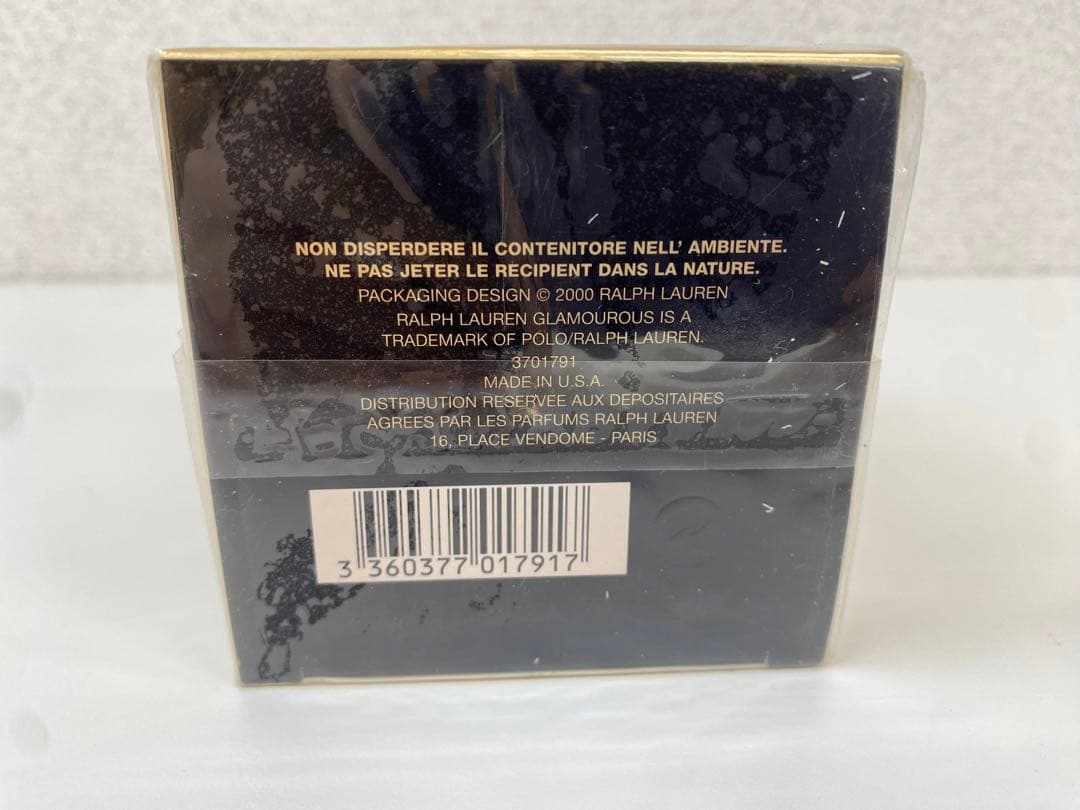 NON DISPERDERE IL CONTENITORE NELL' AMBIENTE.
NE PAS JETER LE RECIPIENT DANS LA NATURE.
PACKAGING DESIGN © 2000 RALPH LAUREN
RALPH LAUREN GLAMOUROUS IS A
TRADEMARK OF POLO/RALPH LAUREN.
3701791
MADE IN U.S.A.
DISTRIBUTION RESERVEE AUX DEPOSITAIRES
AGREES PAR LES PARFUMS RALPH LAUREN
16, PLACE VENDOME - PARIS
3 360377 017917